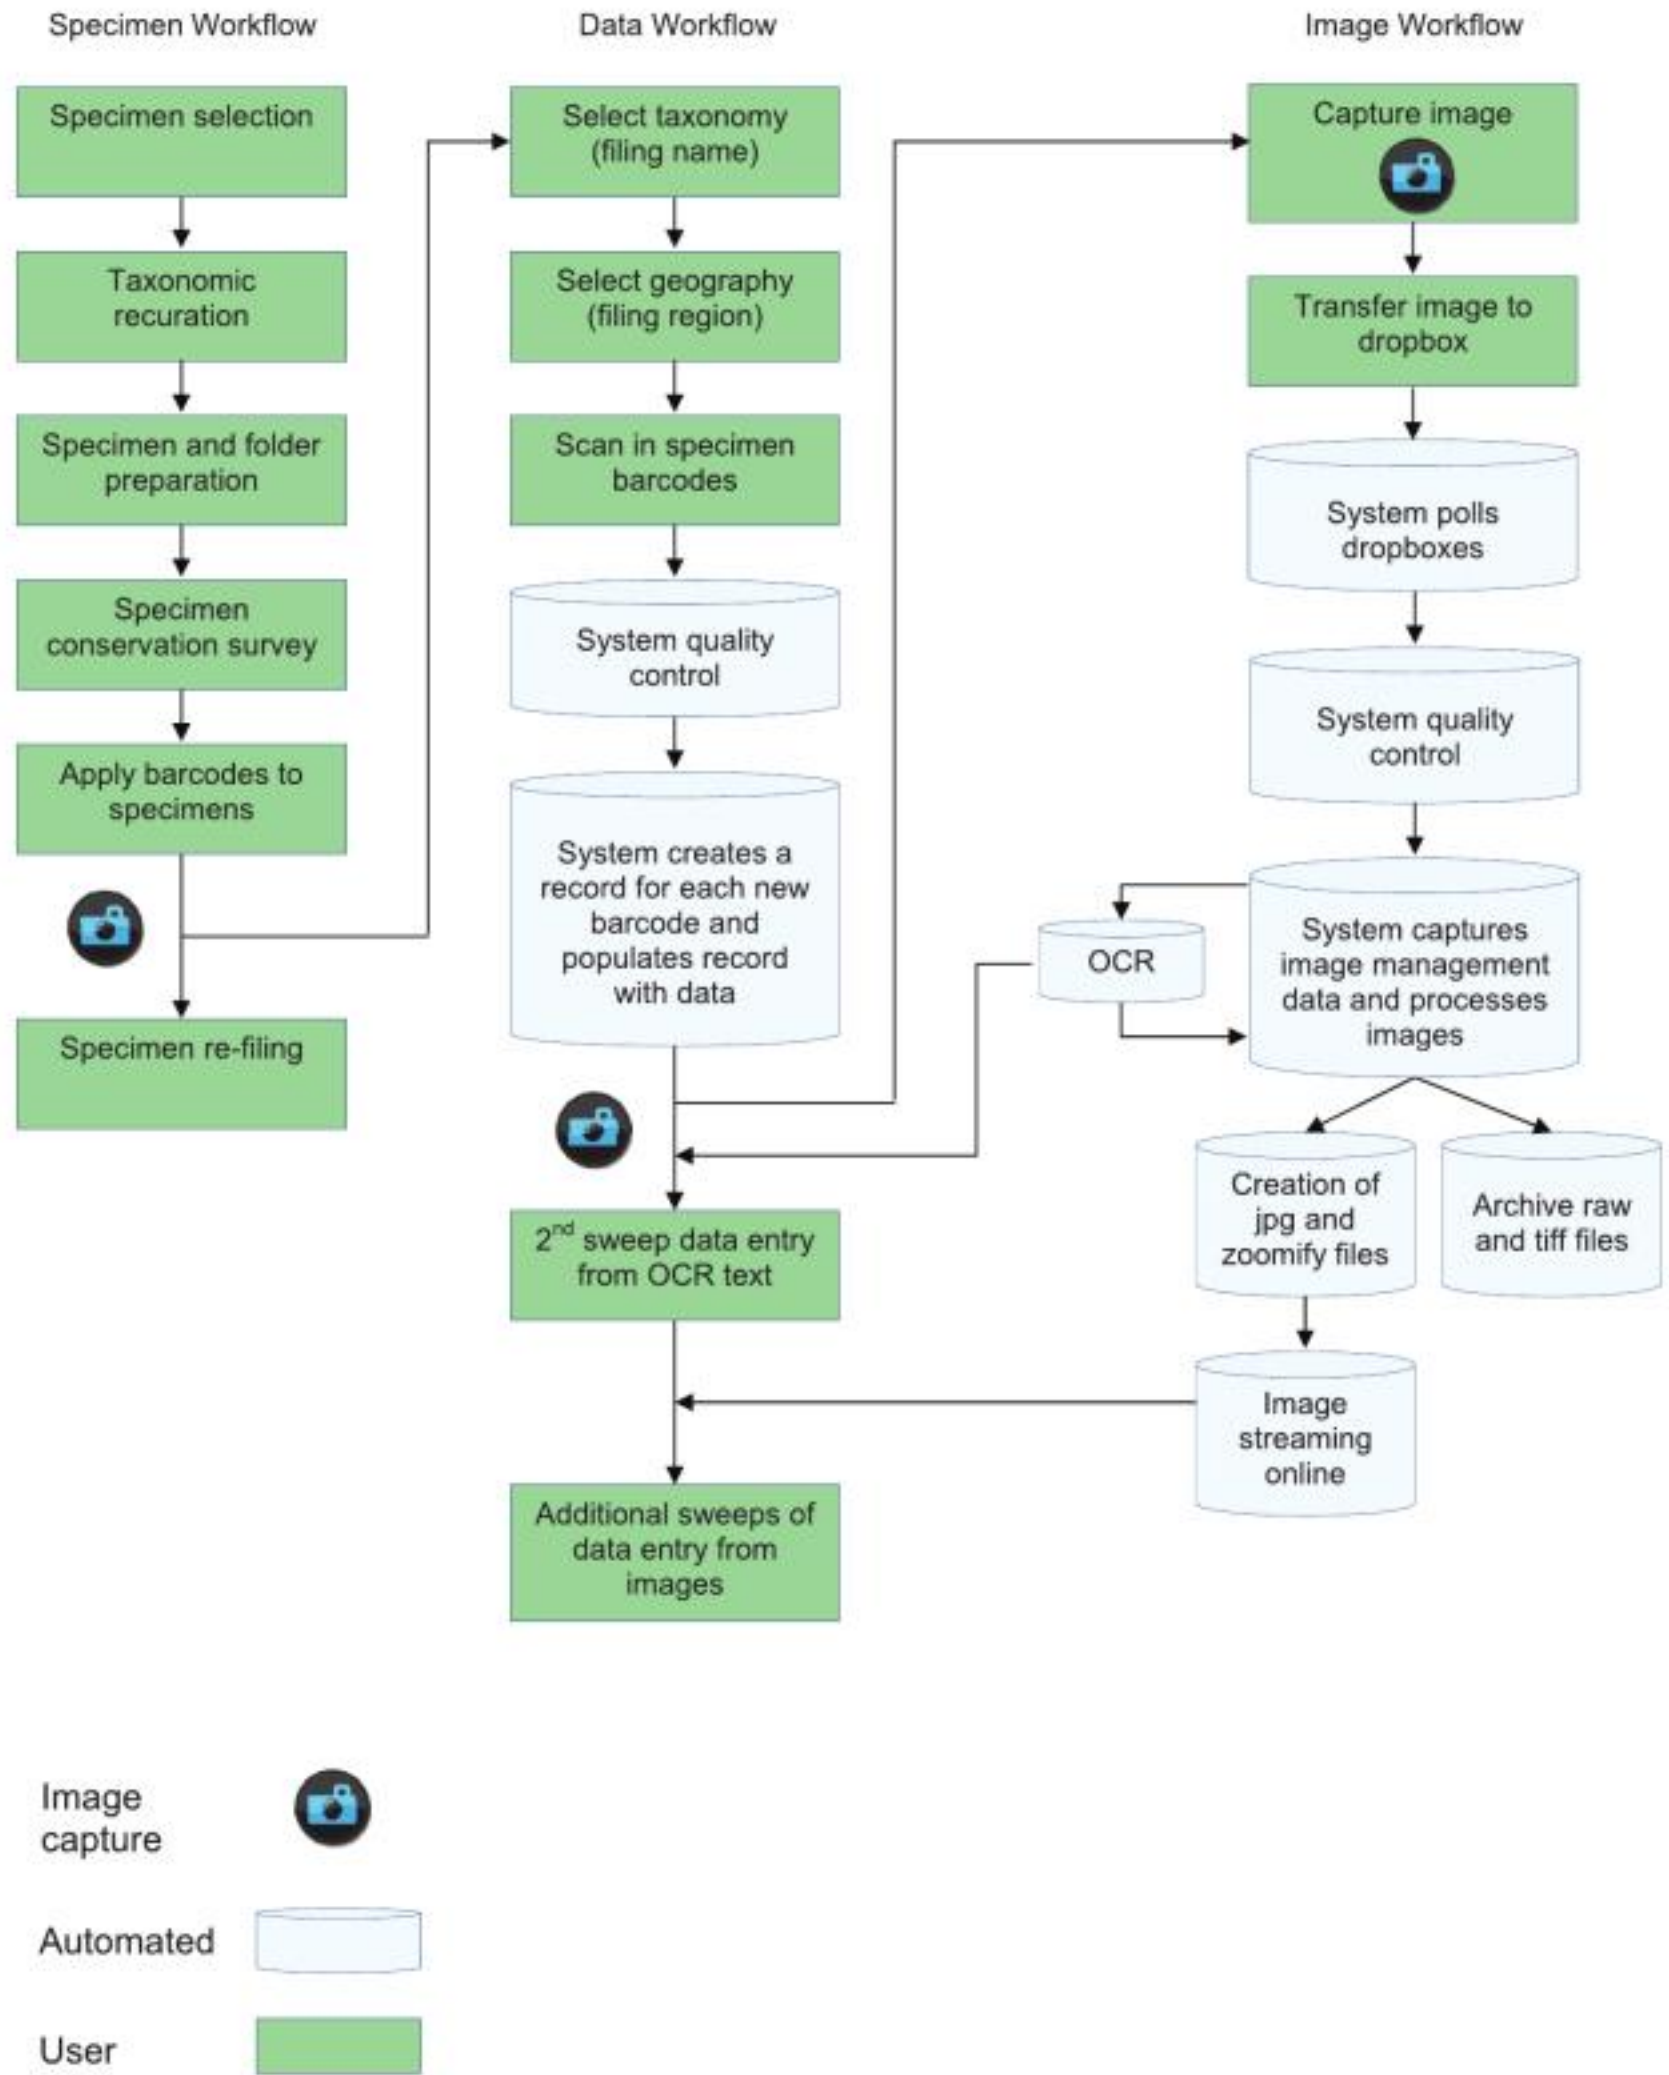 Specimen Workflow
Data Workflow
Image Workflow
Specimen selection
Taxonomic
recuration
Specimen and folder
preparation
Specimen
conservation survey
Apply barcodes to
specimens
Specimen re-filing
Select taxonomy
(filing name)
Select geography
(filing region)
Scan in specimen
barcodes
System quality
control
System creates a
record for each new
barcode and
populates record
with data
2nd sweep data entry
from OCR text
Additional sweeps of
data entry from
images
Capture image
Transfer image to
dropbox
System polls
dropboxes
System quality
control
System captures
image management
data and processes
images
OCR
Creation of
jpg and
zoomify files
Archive raw
and tiff files
Image
streaming
online
Image
capture
Automated
User